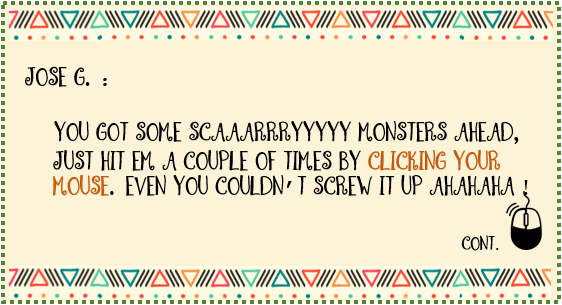 JOSE G. :
YOU GOT SOME SCAAARRRYYYYY MONSTERS AHEAD,
JUST HIT EM A COUPLE OF TIMES BY CLICKING YOUR
MOUSE. EVEN YOU COULDN'T SCREW IT UP AHAHAHA !
CONT.